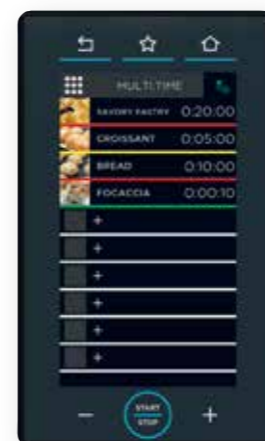 MULTI.TIME
SAVORY PASTRY 0:20:00
CROISSANT 0:05:00
BREAD 0:10:00
FOCACCIA 0:00:10
+
+
+
+
+
+
− START STOP +